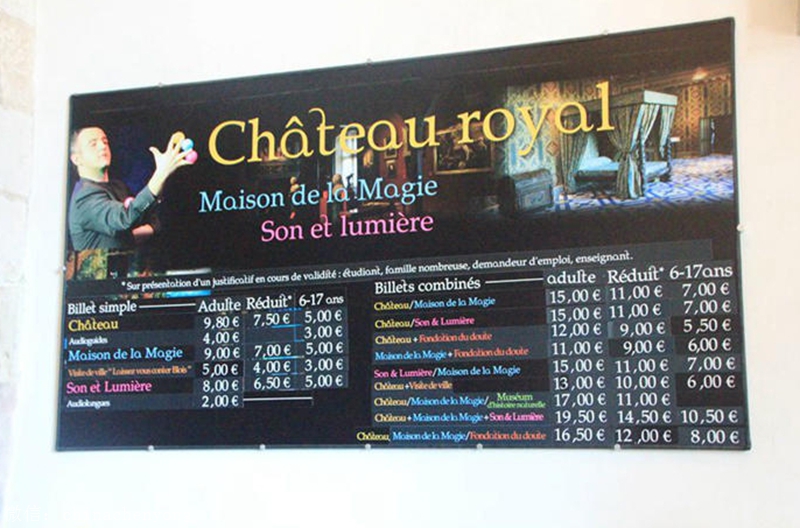 Château royal
Maison de la Magie
Son et lumière
* Sur présentation d'un justificatif en cours de validité : étudiant, famille nombreuse, demandeur d'emploi, enseignant.
Billet simple Adulte Réduit* 6-17 ans
Château 9,80 € 7,50 € 5,00 €
Audioguides 4,00 € 3,00 €
Maison de la Magie 9,00 € 7,00 € 5,00 €
Visite de ville "Laissez vous conter Blois" 5,00 € 4,00 € 3,00 €
Son et Lumière 8,00 € 6,50 € 5,00 €
Audiolangues 2,00 €
Billets combinés adulte Réduit* 6-17ans
Château/Maison de la Magie 15,00 € 11,00 € 7,00 €
Château/Son & Lumière 15,00 € 11,00 € 7,00 €
Château + Fondation du doute 12,00 € 9,00 € 5,50 €
Maison de la Magie + Fondation du doute 11,00 € 9,00 € 6,00 €
Son & Lumière/Maison de la Magie 15,00 € 11,00 € 7,00 €
Château + Visite de ville 13,00 € 10,00 € 6,00 €
Château/Maison de la Magie/Muséum d'histoire naturelle 17,00 € 11,00 €
Château + Maison de la Magie + Son & Lumière 19,50 € 14,50 € 10,50 €
Château, Maison de la Magie/Fondation du doute 16,50 € 12,00 € 8,00 €